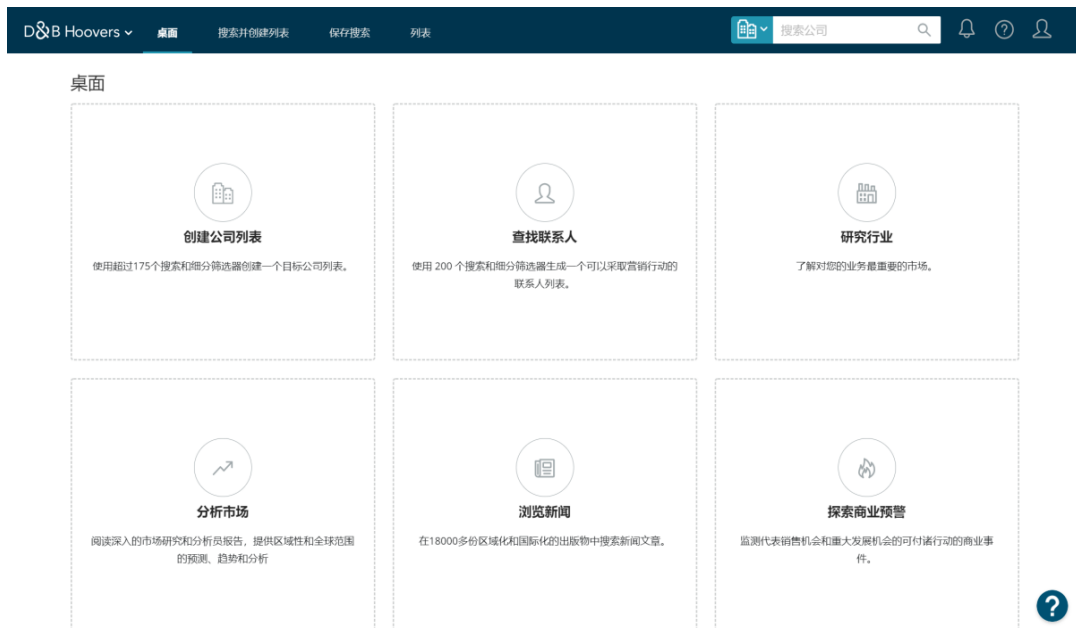 D&B Hoovers
桌面
搜索并创建列表
保存搜索
列表
搜索公司
桌面
创建公司列表
使用超过175个搜索和细分筛选器创建一个目标公司列表。
查找联系人
使用 200 个搜索和细分筛选器生成一个可以采取营销行动的
联系人列表。
研究行业
了解对您的业务最重要的市场。
分析市场
阅读深入的市场研究和分析员报告，提供区域性和全球范围
的预测、趋势和分析
浏览新闻
在18000多份区域化和国际化的出版物中搜索新闻文章。
探索商业预警
监测代表销售机会和重大发展机会的可付诸行动的商业事
件。